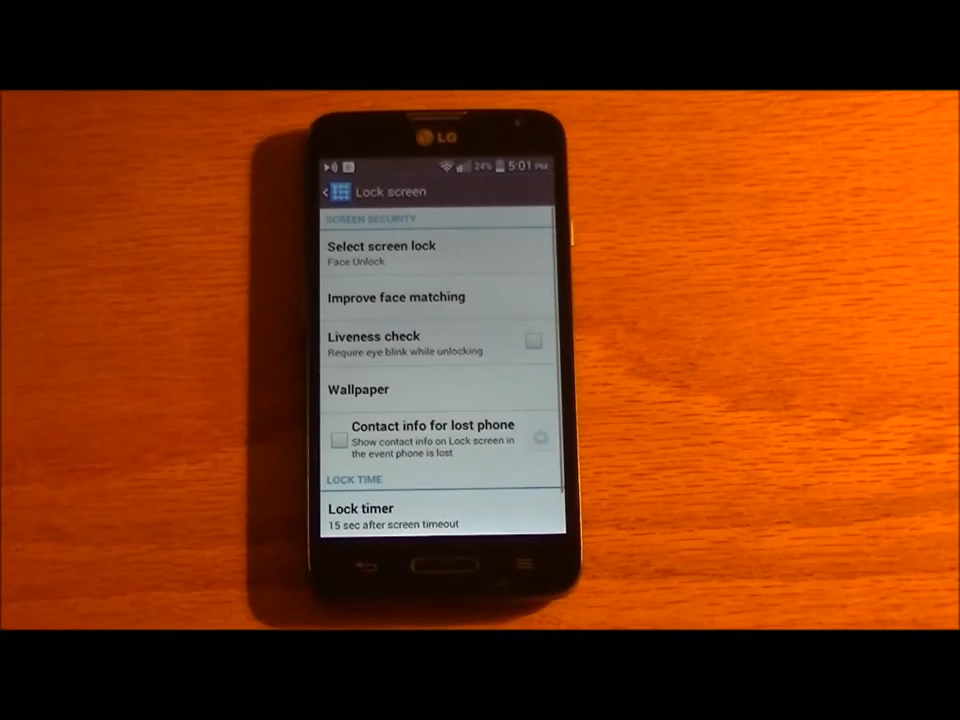 LG
24% 5:01 PM
Lock screen
SCREEN SECURITY
Select screen lock
Face Unlock
Improve face matching
Liveness check
Require eye blink while unlocking
Wallpaper
Contact info for lost phone
Show contact info on Lock screen in
the event phone is lost
LOCK TIME
Lock timer
15 sec after screen timeout